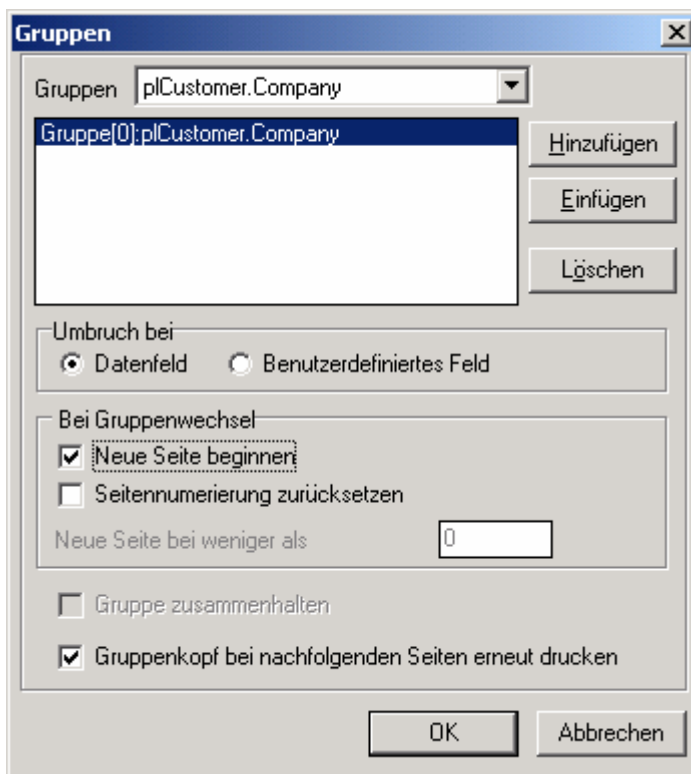 Gruppen
Gruppen plCustomer.Company
Gruppe[0]:plCustomer.Company
Hinzufügen
Einfügen
Löschen
Umbruch bei
Datenfeld Benutzerdefiniertes Feld
Bei Gruppenwechsel
Neue Seite beginnen
Seitennumerierung zurücksetzen
Neue Seite bei weniger als 0
Gruppe zusammenhalten
Gruppenkopf bei nachfolgenden Seiten erneut drucken
OK Abbrechen